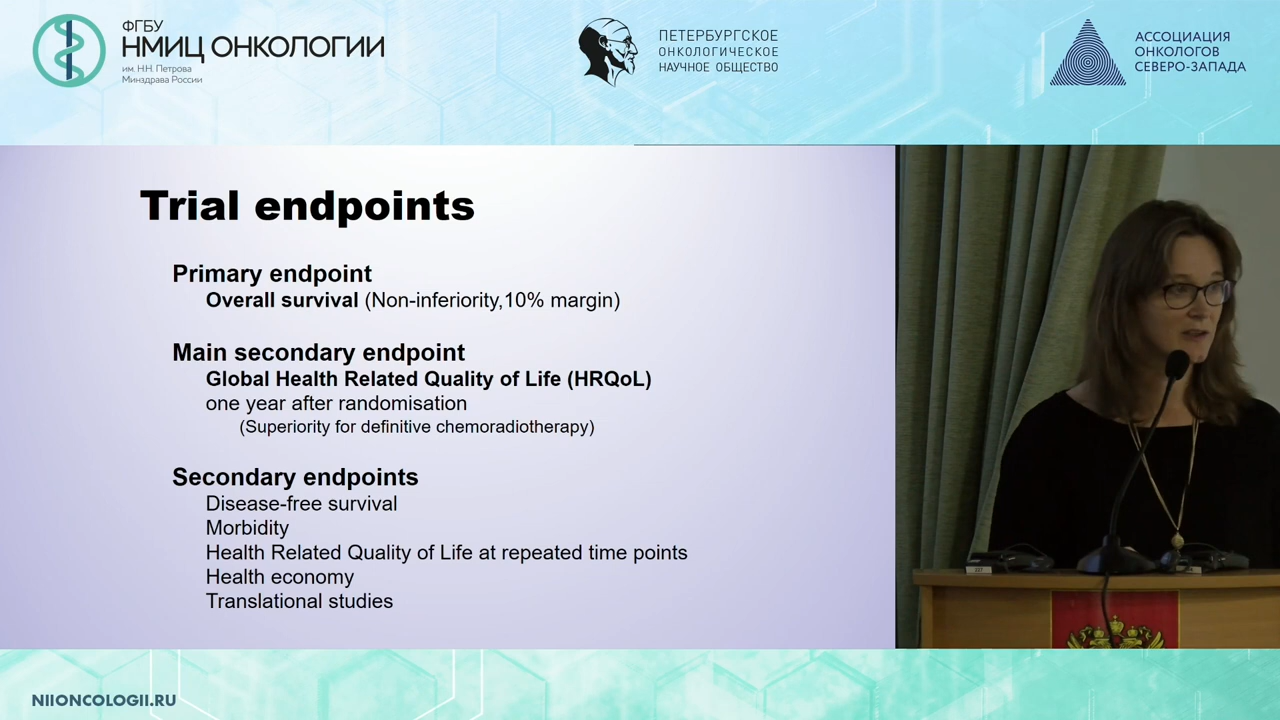 ФГБУ
НМИЦ ОНКОЛОГИИ
им. Н.Н. Петрова
Минздрава России
ПЕТЕРБУРГСКОЕ
ОНКОЛОГИЧЕСКОЕ
НАУЧНОЕ ОБЩЕСТВО
АССОЦИАЦИЯ
ОНКОЛОГОВ
СЕВЕРО-ЗАПАДА
Trial endpoints
Primary endpoint
Overall survival (Non-inferiority,10% margin)
Main secondary endpoint
Global Health Related Quality of Life (HRQoL)
one year after randomisation
(Superiority for definitive chemoradiotherapy)
Secondary endpoints
Disease-free survival
Morbidity
Health Related Quality of Life at repeated time points
Health economy
Translational studies
NIIONCOLOGII.RU